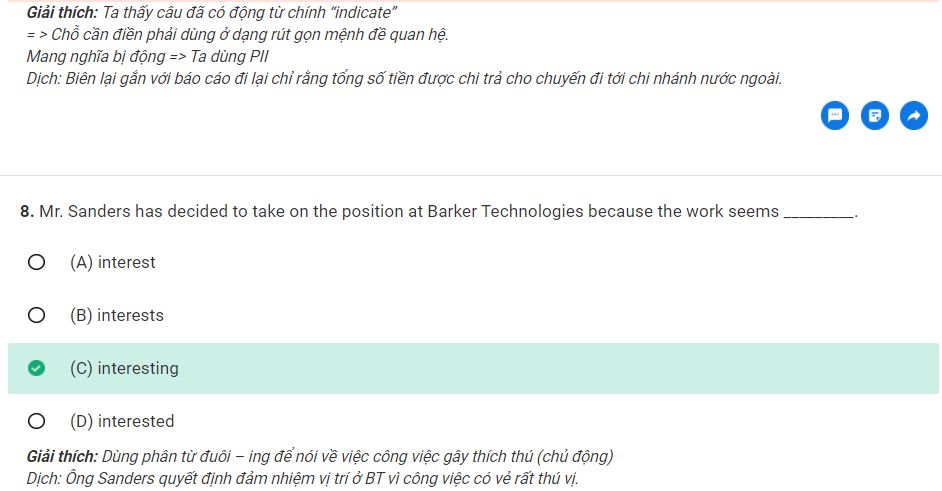 Giải thích: Ta thấy câu đã có động từ chính “indicate”
= > Chỗ cần điền phải dùng ở dạng rút gọn mệnh đề quan hệ.
Mang nghĩa bị động => Ta dùng PII
Dịch: Biên lại gắn với báo cáo đi lại chỉ rằng tổng số tiền được chi trả cho chuyến đi tới chi nhánh nước ngoài.
8. Mr. Sanders has decided to take on the position at Barker Technologies because the work seems _________.
(A) interest
(B) interests
(C) interesting
(D) interested
Giải thích: Dùng phân từ đuôi – ing để nói về việc công việc gây thích thú (chủ động)
Dịch: Ông Sanders quyết định đảm nhiệm vị trí ở BT vì công việc có vẻ rất thú vị.